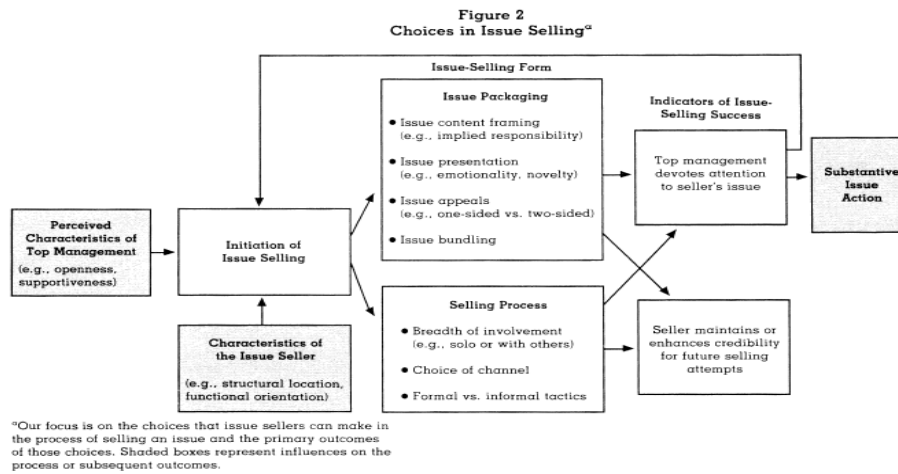 Figure 2
Choices in Issue Selling^a
Issue-Selling Form
Issue Packaging
● Issue content framing
(e.g., implied responsibility)
● Issue presentation
(e.g., emotionality, novelty)
● Issue appeals
(e.g., one-sided vs. two-sided)
● Issue bundling
Indicators of Issue-
Selling Success
Top management
devotes attention
to seller's issue
Substantive
Issue
Action
Perceived
Characteristics of
Top Management
(e.g., openness,
supportiveness)
Initiation of
Issue Selling
Characteristics of
the Issue Seller
(e.g., structural location,
functional orientation)
Selling Process
● Breadth of involvement
(e.g., solo or with others)
● Choice of channel
● Formal vs. informal tactics
Seller maintains or
enhances credibility
for future selling
attempts
^aOur focus is on the choices that issue sellers can make in
the process of selling an issue and the primary outcomes
of those choices. Shaded boxes represent influences on the
process or subsequent outcomes.